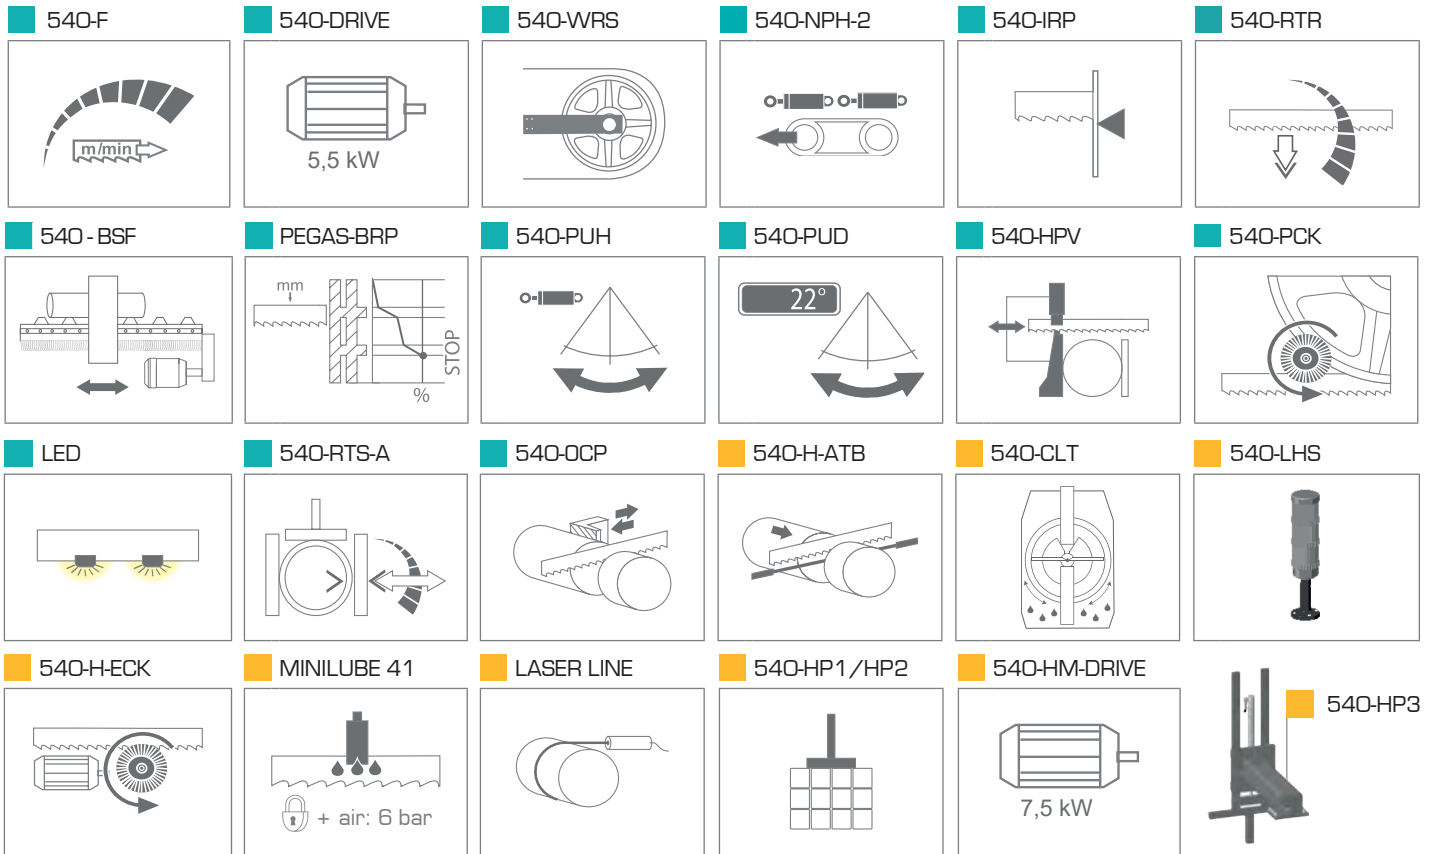 540-F
540-DRIVE
540-WRS
540-NPH-2
540-IRP
540-RTR
m/min
5,5 kW
540 - BSF
PEGAS-BRP
540-PUH
540-PUD
540-HPV
540-PCK
mm
STOP
%
22°
LED
540-RTS-A
540-OCP
540-H-ATB
540-CLT
540-LHS
540-H-ECK
MINILUBE 41
LASER LINE
540-HP1/HP2
540-HM-DRIVE
540-HP3
+ air: 6 bar
7,5 kW